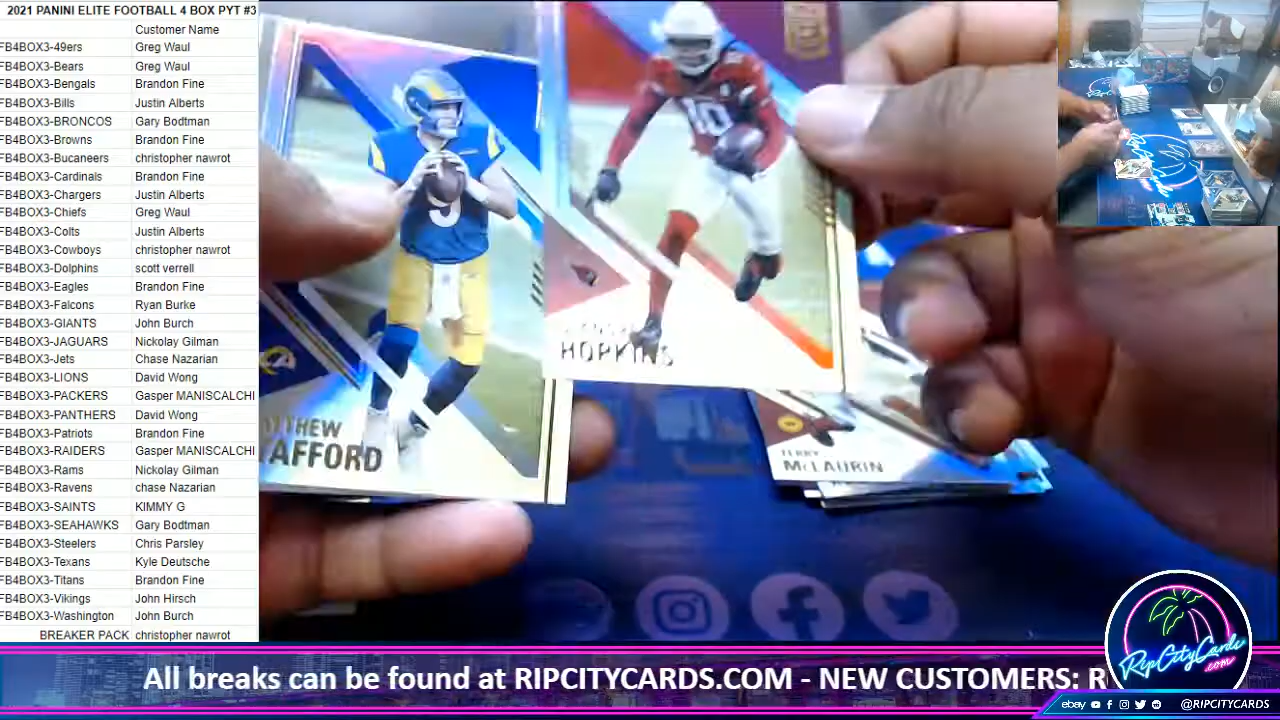 2021 PANINI ELITE FOOTBALL 4 BOX PYT #3
Customer Name
FB4BOX3-49ers Greg Waul
FB4BOX3-Bears Greg Waul
FB4BOX3-Bengals Brandon Fine
FB4BOX3-Bills Justin Alberts
FB4BOX3-BRONCOS Gary Bodtman
FB4BOX3-Browns Brandon Fine
FB4BOX3-Bucaneers christopher nawrot
FB4BOX3-Cardinals Brandon Fine
FB4BOX3-Chargers Justin Alberts
FB4BOX3-Chiefs Greg Waul
FB4BOX3-Colts Justin Alberts
FB4BOX3-Cowboys christopher nawrot
FB4BOX3-Dolphins scott verrell
FB4BOX3-Eagles Brandon Fine
FB4BOX3-Falcons Ryan Burke
FB4BOX3-GIANTS John Burch
FB4BOX3-JAGUARS Nickolay Gilman
FB4BOX3-Jets Chase Nazarian
FB4BOX3-LIONS David Wong
FB4BOX3-PACKERS Gasper MANISCALCHI
FB4BOX3-PANTHERS David Wong
FB4BOX3-Patriots Brandon Fine
FB4BOX3-RAIDERS Gasper MANISCALCHI
FB4BOX3-Rams Nickolay Gilman
FB4BOX3-Ravens chase Nazarian
FB4BOX3-SAINTS KIMMY G
FB4BOX3-SEAHAWKS Gary Bodtman
FB4BOX3-Steelers Chris Parsley
FB4BOX3-Texans Kyle Deutsche
FB4BOX3-Titans Brandon Fine
FB4BOX3-Vikings John Hirsch
FB4BOX3-Washington John Burch
BREAKER PACK christopher nawrot
9
TTHEW
TAFFORD
10
HOPKINS
TERRY
McLAURIN
All breaks can be found at RIPCITYCARDS.COM - NEW CUSTOMERS: R
RipCityCards
.com
ebay @RIPCITYCARDS